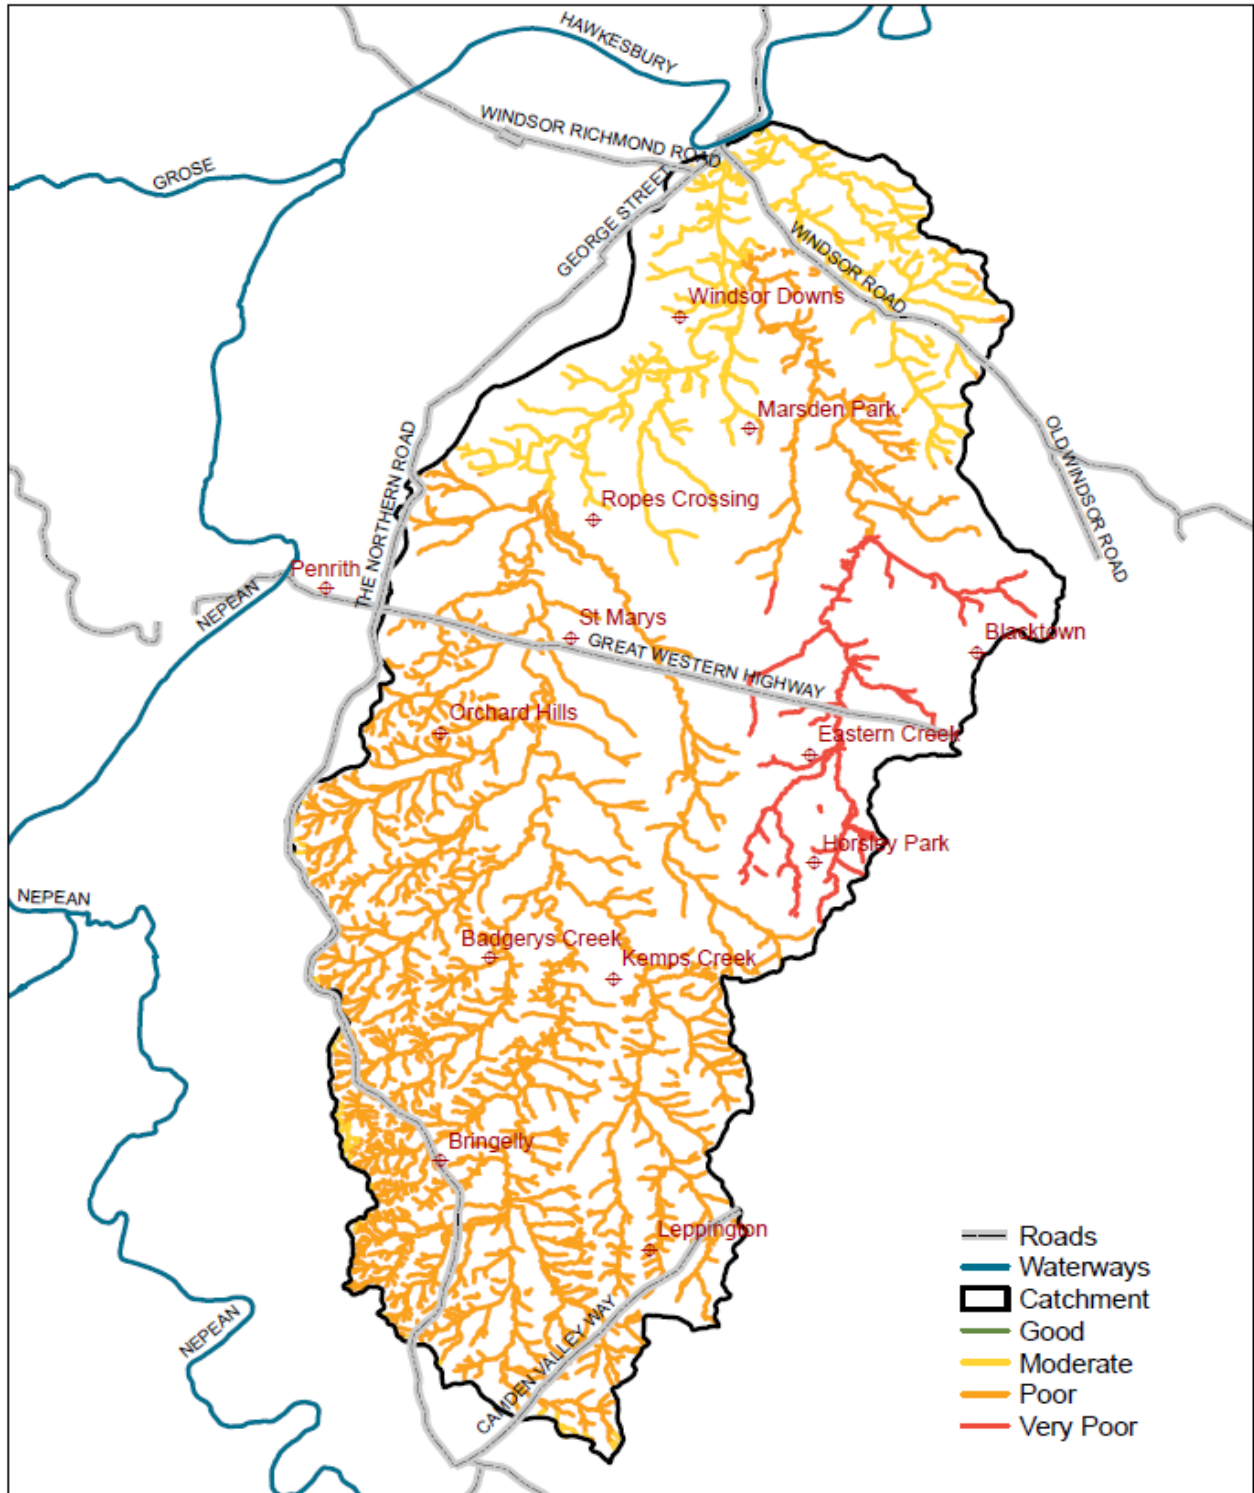 HAWKESBURY
WINDSOR RICHMOND ROAD
GROSE
GEORGE STREET
WINDSOR ROAD
Windsor Downs
Marsden Park
OLD WINDSOR ROAD
THE NORTHERN ROAD
Ropes Crossing
Penrith
NEPEAN
St Marys
Blacktown
GREAT WESTERN HIGHWAY
Orchard Hills
Eastern Creek
Horsley Park
NEPEAN
Badgerys Creek
Kemps Creek
Bringelly
Leppington
NEPEAN
CAMDEN VALLEY WAY
Roads
Waterways
Catchment
Good
Moderate
Poor
Very Poor